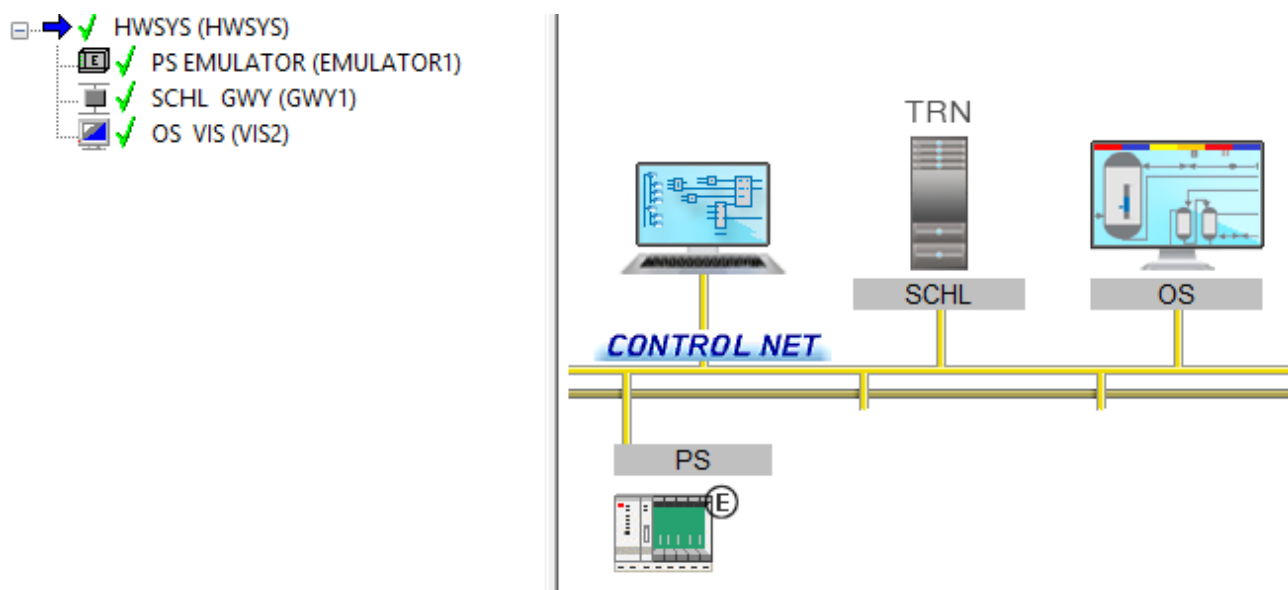 HWSYS (HWSYS)
E PS EMULATOR (EMULATOR1)
SCHL GWY (GWY1)
OS VIS (VIS2)
TRN
SCHL
OS
CONTROL NET
PS
E